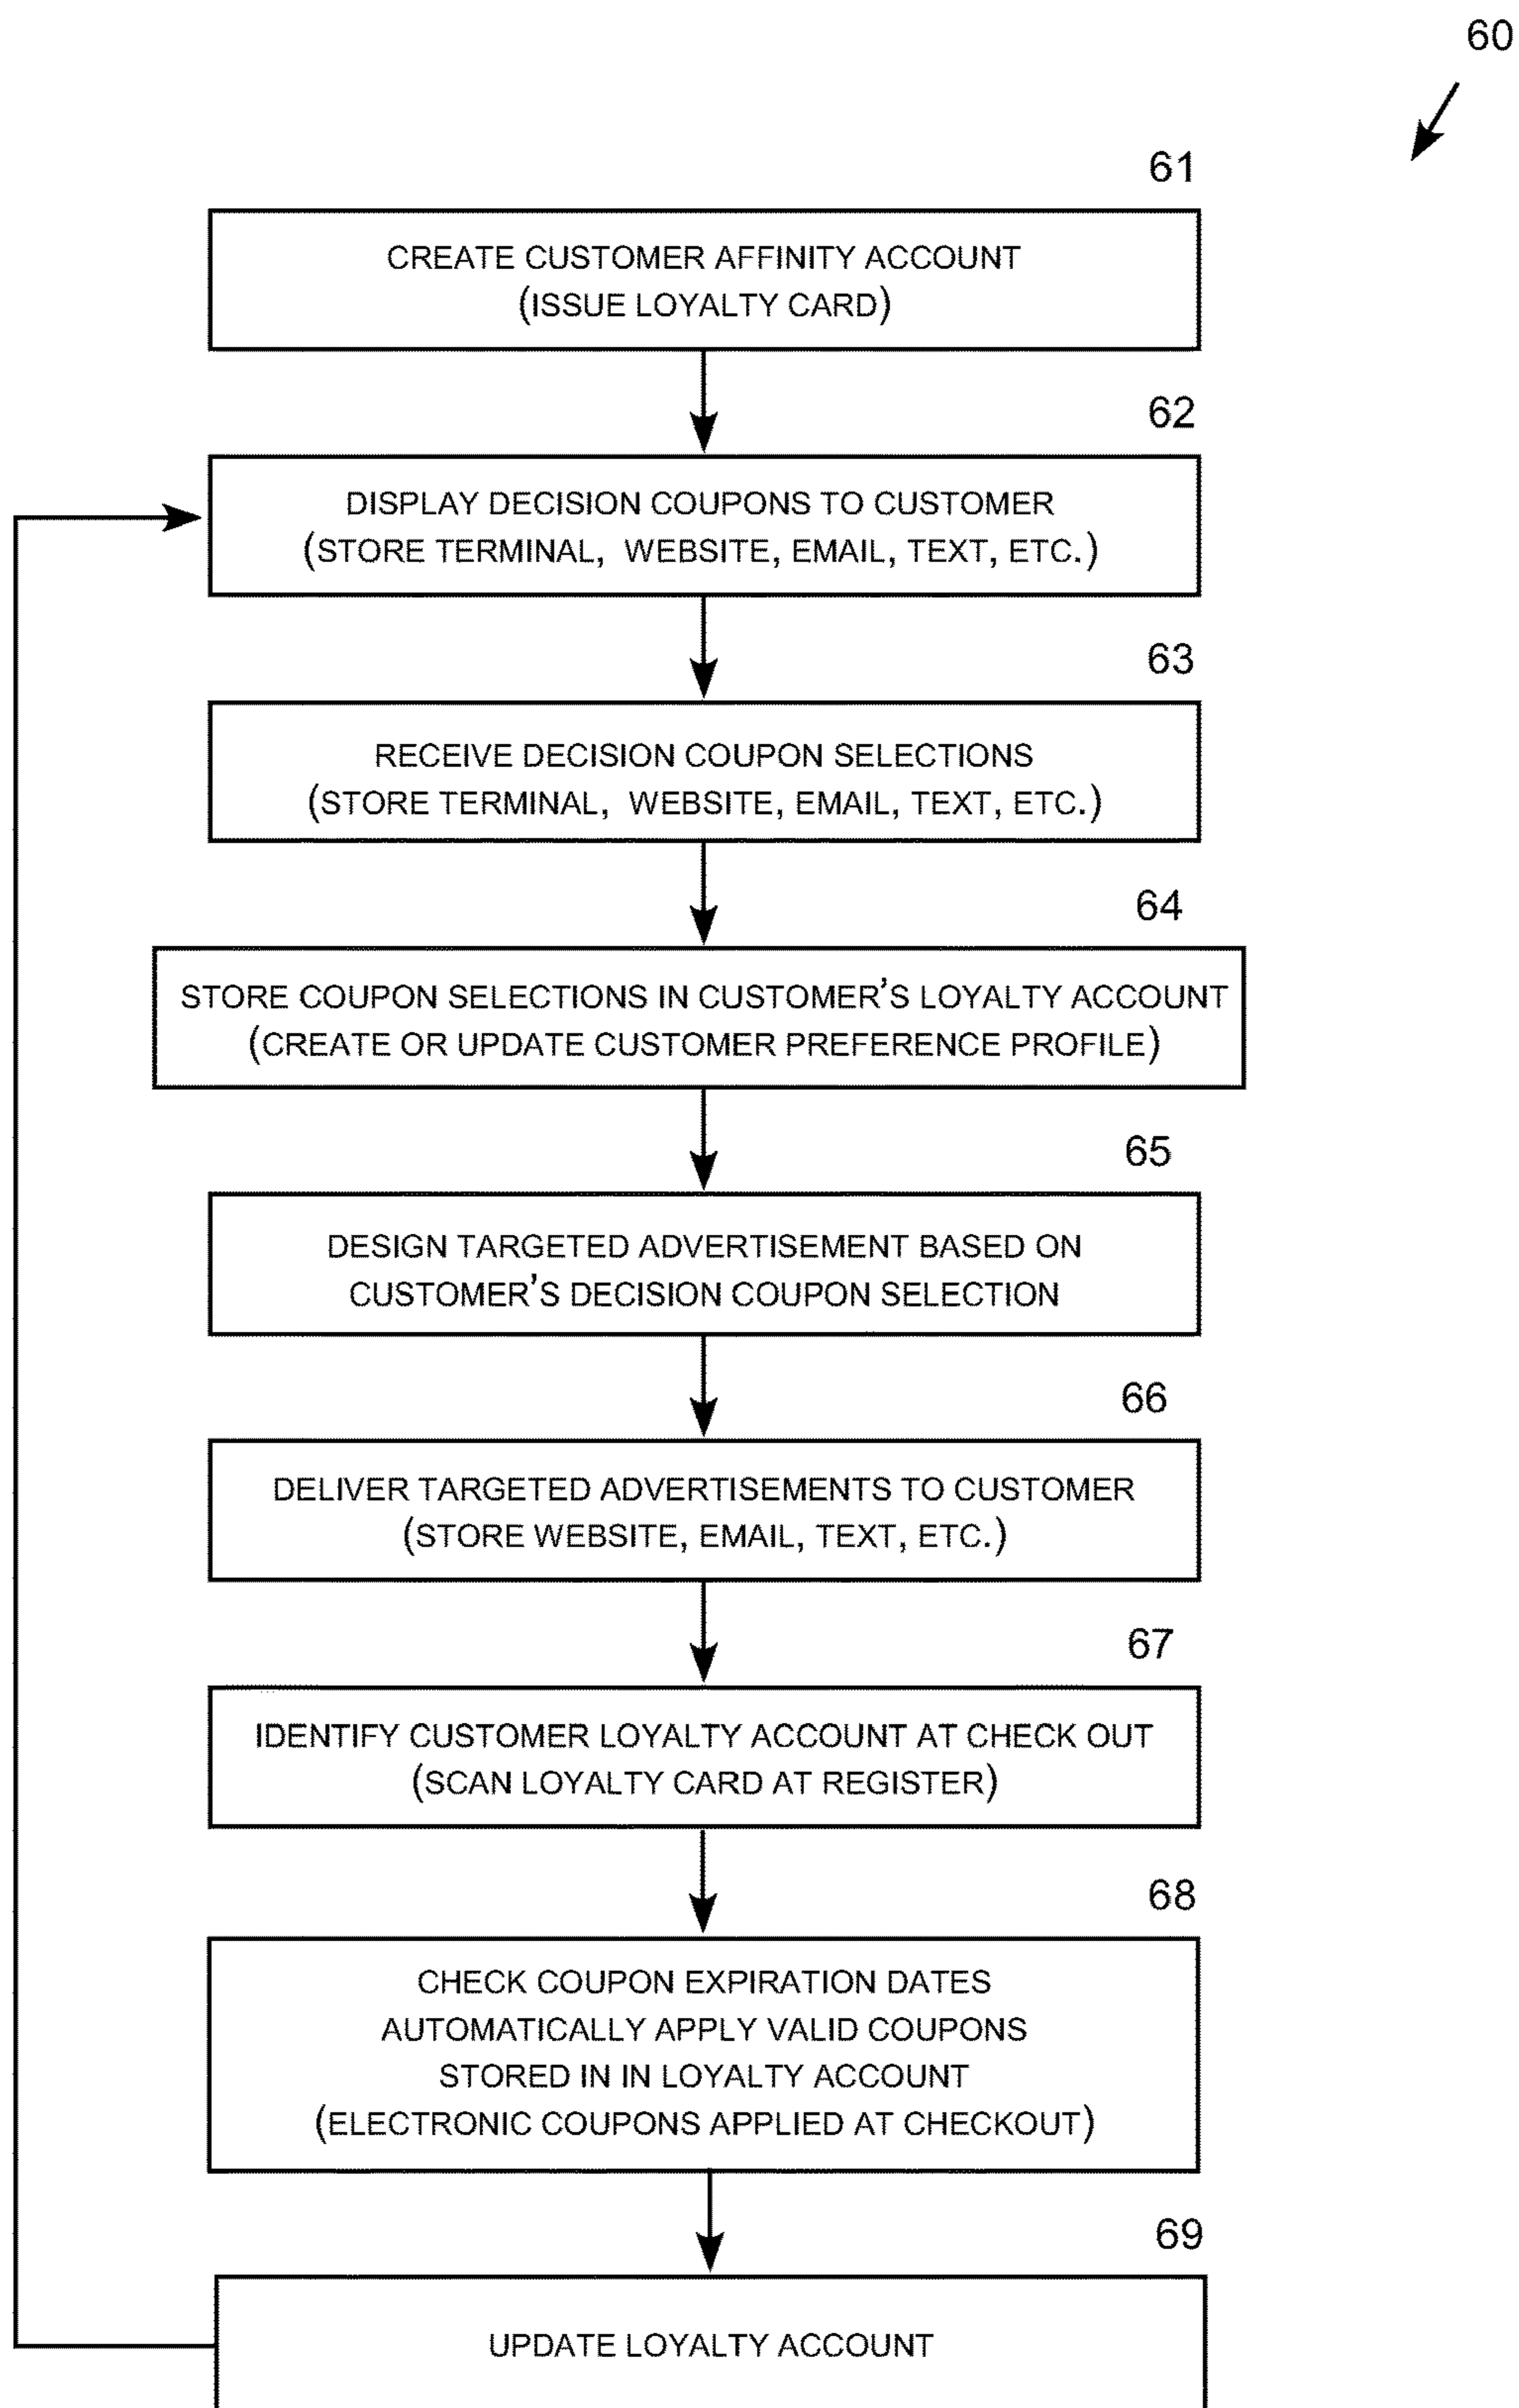 60
61
CREATE CUSTOMER AFFINITY ACCOUNT
(ISSUE LOYALTY CARD)
62
DISPLAY DECISION COUPONS TO CUSTOMER
(STORE TERMINAL, WEBSITE, EMAIL, TEXT, ETC.)
63
RECEIVE DECISION COUPON SELECTIONS
(STORE TERMINAL, WEBSITE, EMAIL, TEXT, ETC.)
64
STORE COUPON SELECTIONS IN CUSTOMER'S LOYALTY ACCOUNT
(CREATE OR UPDATE CUSTOMER PREFERENCE PROFILE)
65
DESIGN TARGETED ADVERTISEMENT BASED ON
CUSTOMER'S DECISION COUPON SELECTION
66
DELIVER TARGETED ADVERTISEMENTS TO CUSTOMER
(STORE WEBSITE, EMAIL, TEXT, ETC.)
67
IDENTIFY CUSTOMER LOYALTY ACCOUNT AT CHECK OUT
(SCAN LOYALTY CARD AT REGISTER)
68
CHECK COUPON EXPIRATION DATES
AUTOMATICALLY APPLY VALID COUPONS
STORED IN IN LOYALTY ACCOUNT
(ELECTRONIC COUPONS APPLIED AT CHECKOUT)
69
UPDATE LOYALTY ACCOUNT